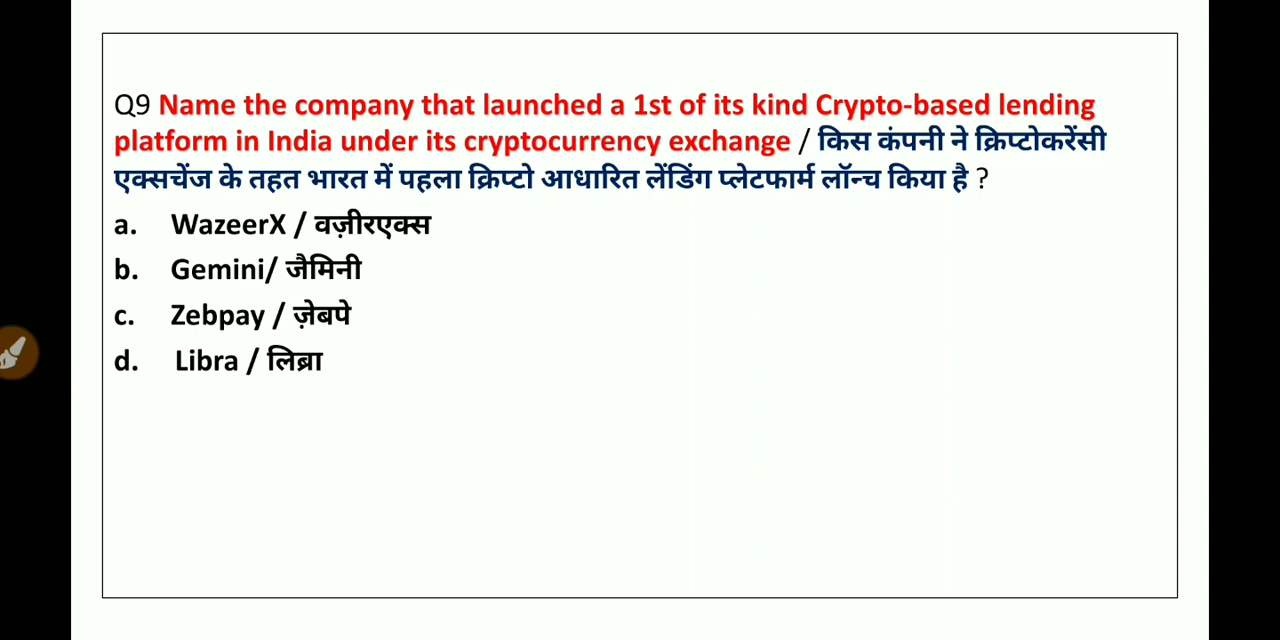 Q9 Name the company that launched a 1st of its kind Crypto-based lending
platform in India under its cryptocurrency exchange / किस कंपनी ने क्रिप्टोकरेंसी
एक्सचेंज के तहत भारत में पहला क्रिप्टो आधारित लेंडिंग प्लेटफार्म लॉन्च किया है ?
a. WazeerX / वज़ीरएक्स
b. Gemini/ जैमिनी
c. Zebpay / ज़ेबपे
d. Libra / लिब्रा